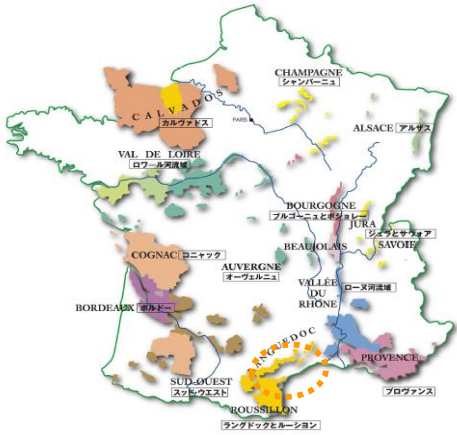 CHAMPAGNE
シャンパーニュ
CALVADOS
カルヴァドス
PARIS
ALSACE アルザス
VAL DE LOIRE
ロワール河流域
BOURGOGNE
ブルゴーニュとボジョレー
JURA
ジュラとサヴォア
SAVOIE
BEAUJOLAIS
COGNAC コニャック
AUVERGNE
オーヴェルニュ
VALLÉE
DU
RHÔNE
ローヌ河流域
BORDEAUX ボルドー
LANGUEDOC
PROVENCE
プロヴァンス
SUD-OUEST
スッド・ウエスト
ROUSSILLON
ラングドックとルーション